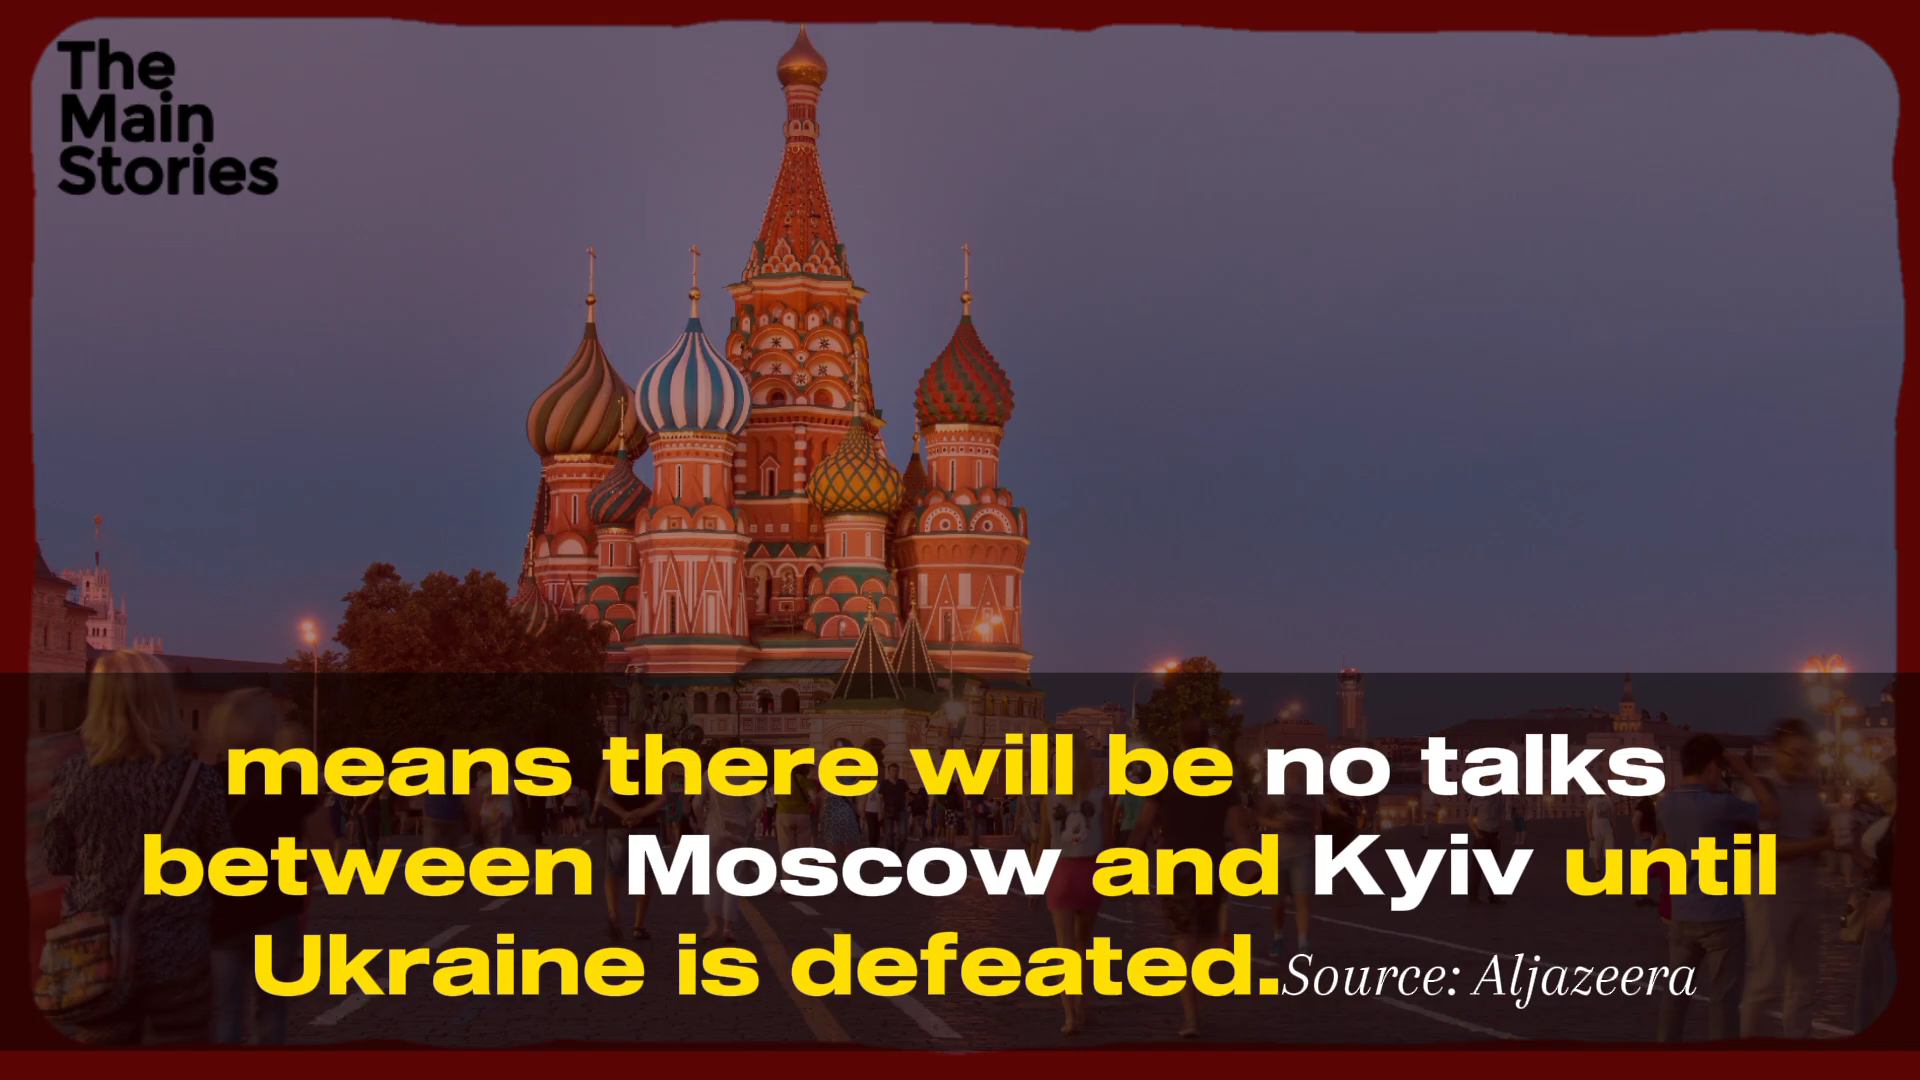 The
Main
Stories
means there will be no talks
between Moscow and Kyiv until
Ukraine is defeated.Source: Aljazeera